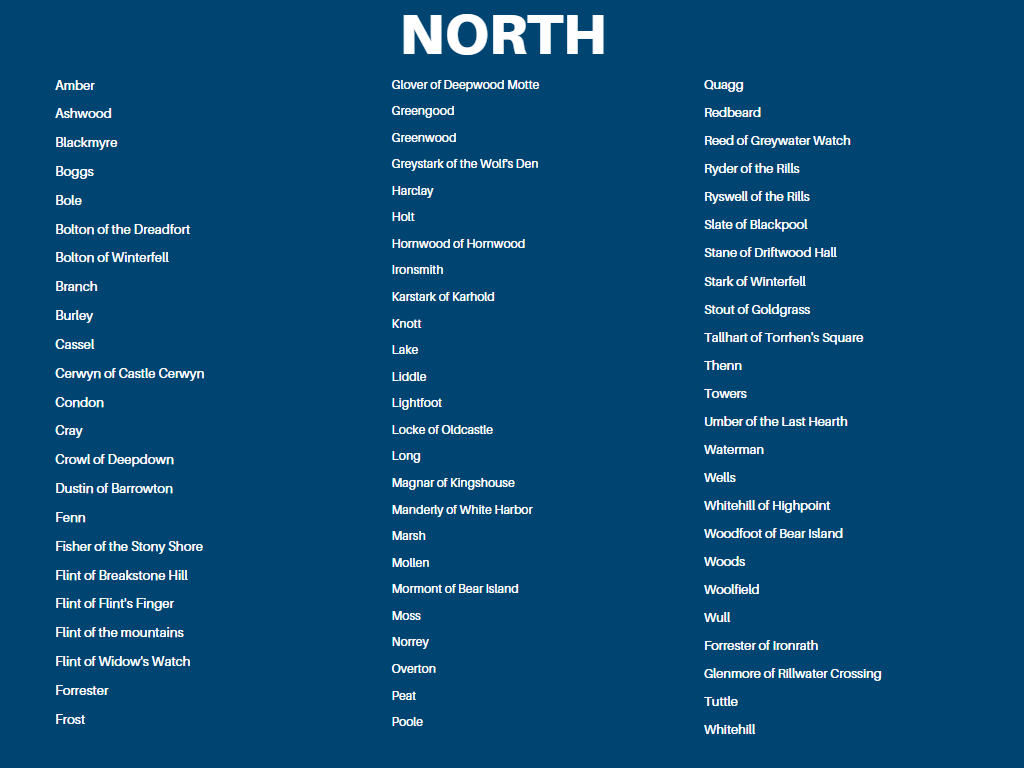 NORTH
Amber
Ashwood
Blackmyre
Boggs
Bole
Bolton of the Dreadfort
Bolton of Winterfell
Branch
Burley
Cassel
Cerwyn of Castle Cerwyn
Condon
Cray
Crowl of Deepdown
Dustin of Barrowton
Fenn
Fisher of the Stony Shore
Flint of Breakstone Hill
Flint of Flint's Finger
Flint of the mountains
Flint of Widow's Watch
Forrester
Frost
Glover of Deepwood Motte
Greengood
Greenwood
Greystark of the Wolf's Den
Harclay
Holt
Hornwood of Hornwood
Ironsmith
Karstark of Karhold
Knott
Lake
Liddle
Lightfoot
Locke of Oldcastle
Long
Magnar of Kingshouse
Manderly of White Harbor
Marsh
Mollen
Mormont of Bear Island
Moss
Norrey
Overton
Peat
Poole
Quagg
Redbeard
Reed of Greywater Watch
Ryder of the Rills
Ryswell of the Rills
Slate of Blackpool
Stane of Driftwood Hall
Stark of Winterfell
Stout of Goldgrass
Tallhart of Torrhen's Square
Thenn
Towers
Umber of the Last Hearth
Waterman
Wells
Whitehill of Highpoint
Woodfoot of Bear Island
Woods
Woolfield
Wull
Forrester of Ironrath
Glenmore of Rillwater Crossing
Tuttle
Whitehill